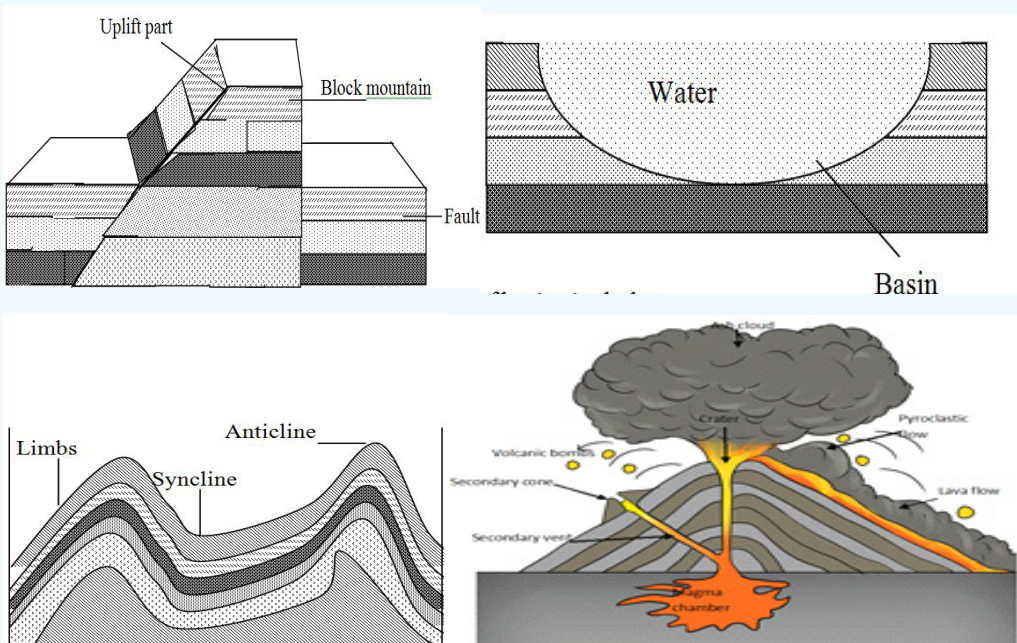 Uplift part
Block mountain
Fault
Water
Basin
Limbs
Anticline
Syncline
Ash cloud
Crater
Pyroclastic
flow
Volcanic bombs
Secondary cone
Lava flow
Secondary vent
Magma
chamber